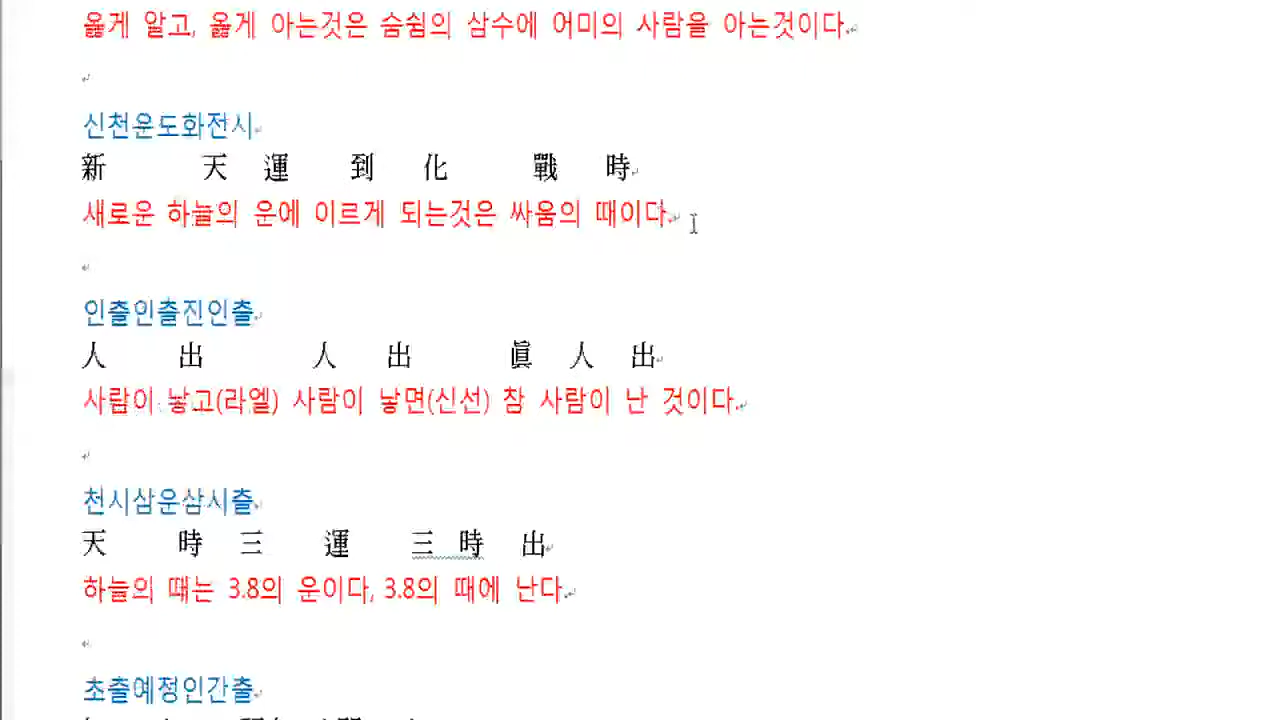 옳게 알고, 옳게 아는것은 숨쉼의 삼수에 어미의 사람을 아는것이다.
신천운도화전시
新 天 運 到 化 戰 時
새로운 하늘의 운에 이르게 되는것은 싸움의 때이다.
인출인출진인출
人 出 人 出 眞 人 出
사람이 낳고(라엘) 사람이 낳면(신선) 참 사람이 난 것이다.
천시삼운삼시출
天 時 三 運 三 時 出
하늘의 때는 3.8의 운이다, 3.8의 때에 난다.
초출예정인간출